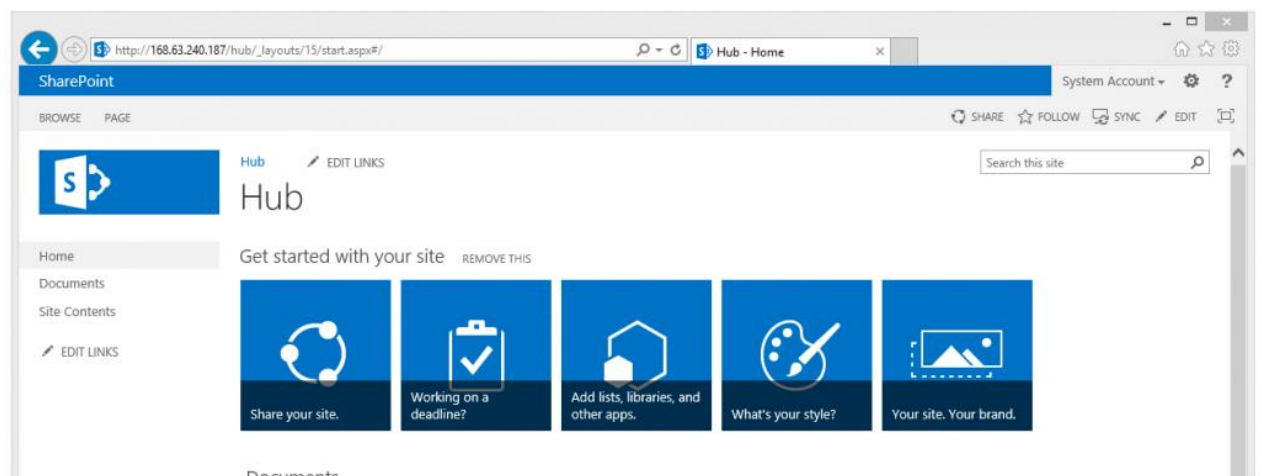 http://168.63.240.187/hub/_layouts/15/start.aspx#/
Hub - Home
SharePoint
System Account
?
BROWSE PAGE
SHARE FOLLOW SYNC EDIT
S
Hub EDIT LINKS
Search this site
Hub
Home
Documents
Site Contents
EDIT LINKS
Get started with your site REMOVE THIS
Share your site.
Working on a
deadline?
Add lists, libraries, and
other apps.
What's your style?
Your site. Your brand.
Documents